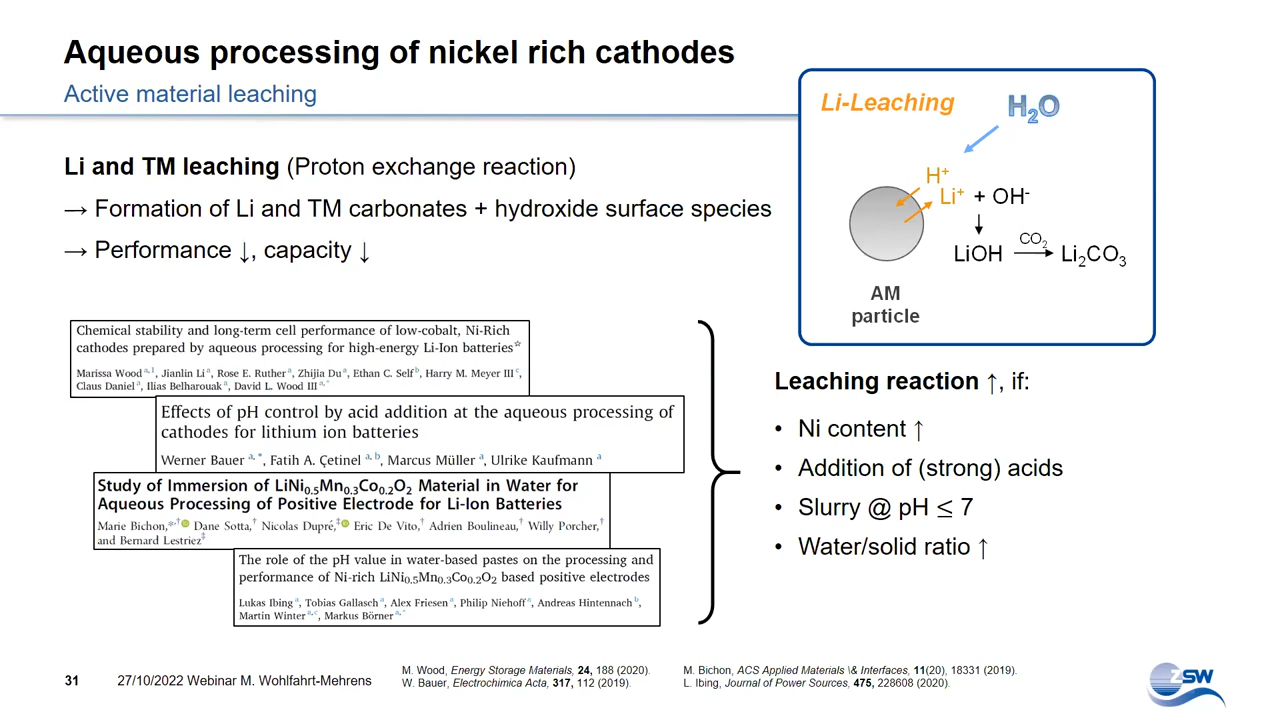 Aqueous processing of nickel rich cathodes
Active material leaching
Li and TM leaching (Proton exchange reaction)
→ Formation of Li and TM carbonates + hydroxide surface species
→ Performance ↓, capacity ↓
Li-Leaching
H₂O
H⁺
Li⁺ + OH⁻
↓
LiOH —CO₂→ Li₂CO₃
AM
particle
Chemical stability and long-term cell performance of low-cobalt, Ni-Rich
cathodes prepared by aqueous processing for high-energy Li-Ion batteries☆
Marissa Wood a,1, Jianlin Li a, Rose E. Ruther a, Zhijia Du a, Ethan C. Self b, Harry M. Meyer III c,
Claus Daniel a, Ilias Belharouak a, David L. Wood III a,*
Effects of pH control by acid addition at the aqueous processing of
cathodes for lithium ion batteries
Werner Bauer a,*, Fatih A. Çetinel a,b, Marcus Müller a, Ulrike Kaufmann a
Study of Immersion of LiNi₀.₅Mn₀.₃Co₀.₂O₂ Material in Water for
Aqueous Processing of Positive Electrode for Li-Ion Batteries
Marie Bichon,*,† Dane Sotta,† Nicolas Dupré,‡ Eric De Vito,† Adrien Boulineau,† Willy Porcher,†
and Bernard Lestriez‡
The role of the pH value in water-based pastes on the processing and
performance of Ni-rich LiNi₀.₅Mn₀.₃Co₀.₂O₂ based positive electrodes
Lukas Ibing a, Tobias Gallasch a, Alex Friesen a, Philip Niehoff a, Andreas Hintennach b,
Martin Winter a,c, Markus Börner a,*
Leaching reaction ↑, if:
• Ni content ↑
• Addition of (strong) acids
• Slurry @ pH ≤ 7
• Water/solid ratio ↑
31
27/10/2022 Webinar M. Wohlfahrt-Mehrens
M. Wood, Energy Storage Materials, 24, 188 (2020).
W. Bauer, Electrochimica Acta, 317, 112 (2019).
M. Bichon, ACS Applied Materials \& Interfaces, 11(20), 18331 (2019).
L. Ibing, Journal of Power Sources, 475, 228608 (2020).
ZSW